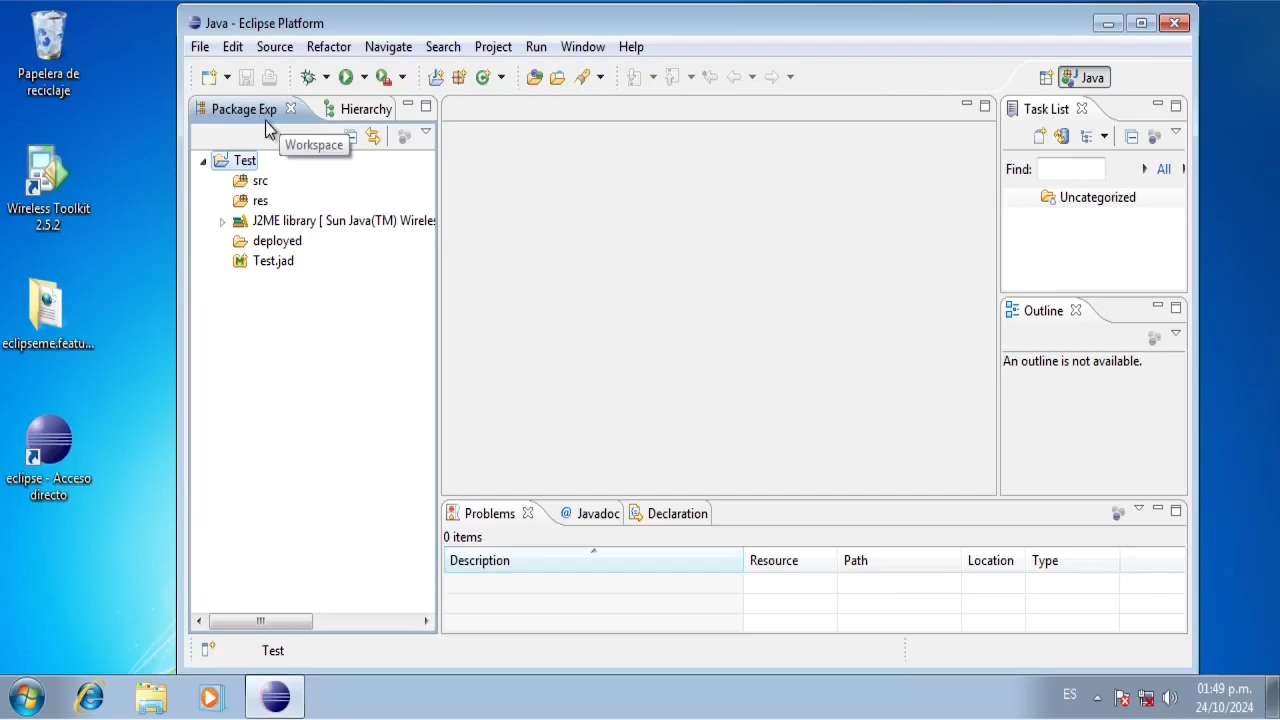 Papelera de
reciclaje
Wireless Toolkit
2.5.2
eclipseme.featu...
eclipse - Acceso
directo
Java - Eclipse Platform
File Edit Source Refactor Navigate Search Project Run Window Help
Java
Package Exp
Hierarchy
Workspace
Test
src
res
J2ME library [ Sun Java(TM) Wirele
deployed
Test.jad
Task List
Find:
All
Uncategorized
Outline
An outline is not available.
Problems
@ Javadoc
Declaration
0 items
Description Resource Path Location Type
Test
ES
01:49 p.m.
24/10/2024